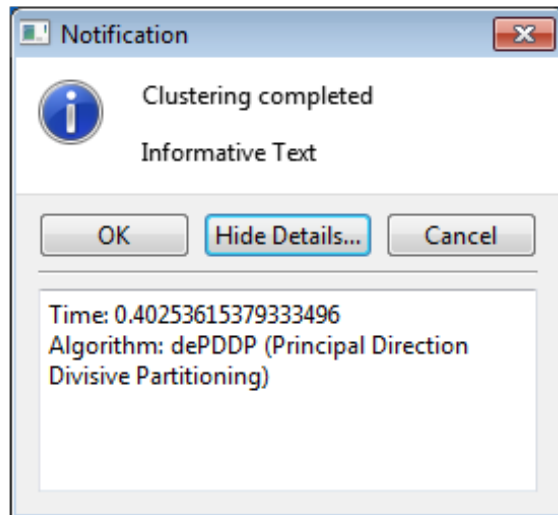 Notification
Clustering completed
Informative Text
OK Hide Details... Cancel
Time: 0.40253615379333496
Algorithm: dePDDP (Principal Direction
Divisive Partitioning)